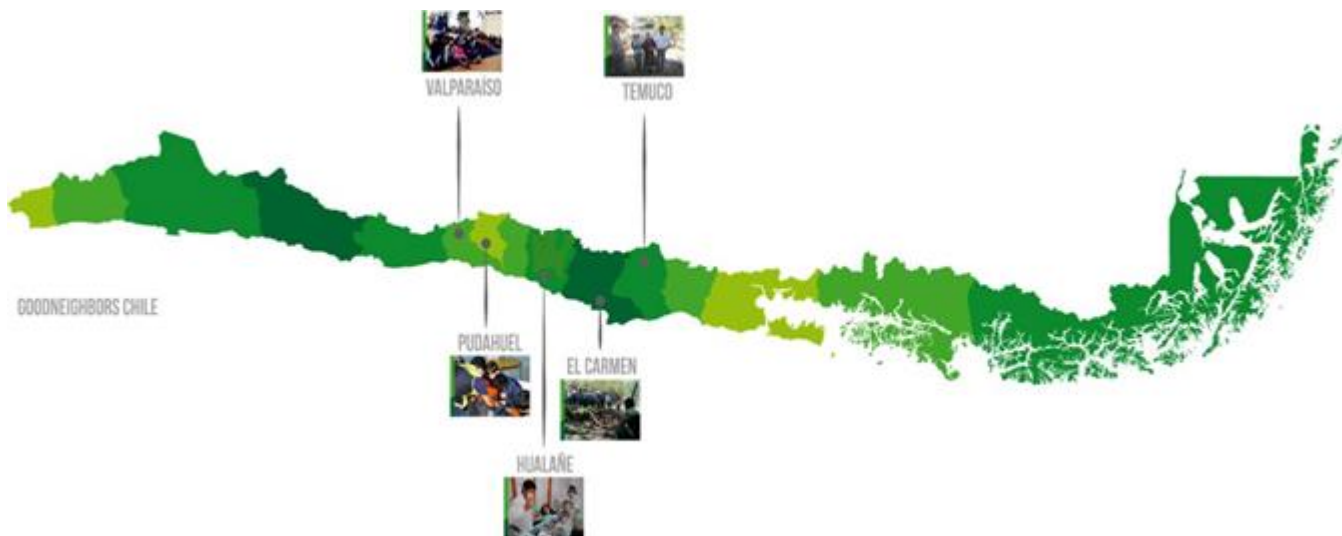 VALPARAÍSO
TEMUCO
GOODNEIGHBORS CHILE
PUDAHUEL
EL CARMEN
HUALAÑE